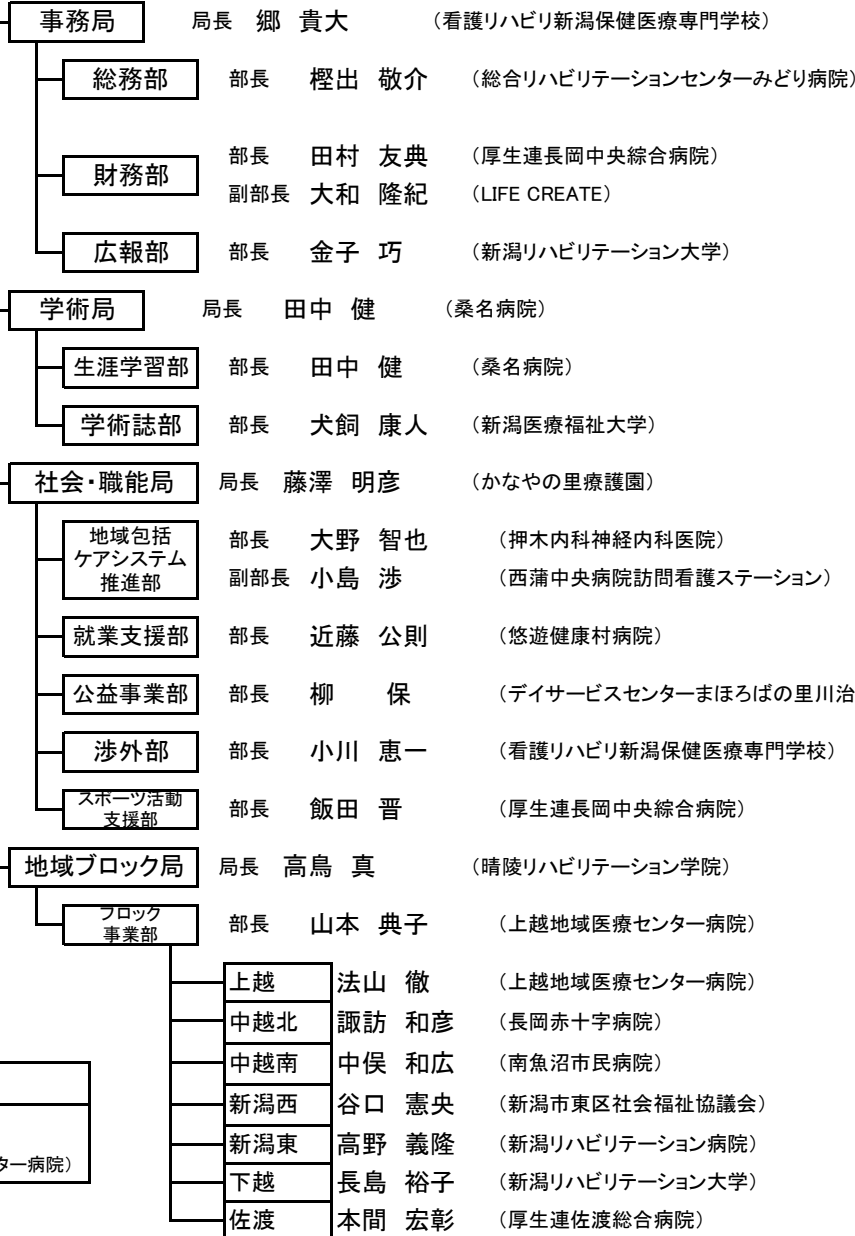 事務局 局長 郷 貴大 （看護リハビリ新潟保健医療専門学校）
総務部 部長 樫出 敬介 （総合リハビリテーションセンターみどり病院）
財務部 部長 田村 友典 （厚生連長岡中央綜合病院）
副部長 大和 隆紀 （LIFE CREATE）
広報部 部長 金子 巧 （新潟リハビリテーション大学）
学術局 局長 田中 健 （桑名病院）
生涯学習部 部長 田中 健 （桑名病院）
学術誌部 部長 犬飼 康人 （新潟医療福祉大学）
社会・職能局 局長 藤澤 明彦 （かなやの里療護園）
地域包括
ケアシステム
推進部
部長 大野 智也 （押木内科神経内科医院）
副部長 小島 渉 （西蒲中央病院訪問看護ステーション）
就業支援部 部長 近藤 公則 （悠遊健康村病院）
公益事業部 部長 柳 保 （デイサービスセンターまほろばの里川治
渉外部 部長 小川 恵一 （看護リハビリ新潟保健医療専門学校）
スポーツ活動
支援部
部長 飯田 晋 （厚生連長岡中央綜合病院）
地域ブロック局 局長 高鳥 真 （晴陵リハビリテーション学院）
ブロック
事業部
部長 山本 典子 （上越地域医療センター病院）
上越 法山 徹 （上越地域医療センター病院）
中越北 諏訪 和彦 （長岡赤十字病院）
中越南 中俣 和広 （南魚沼市民病院）
新潟西 谷口 憲央 （新潟市東区社会福祉協議会）
新潟東 高野 義隆 （新潟リハビリテーション病院）
ター病院）
下越 長島 裕子 （新潟リハビリテーション大学）
佐渡 本間 宏彰 （厚生連佐渡総合病院）